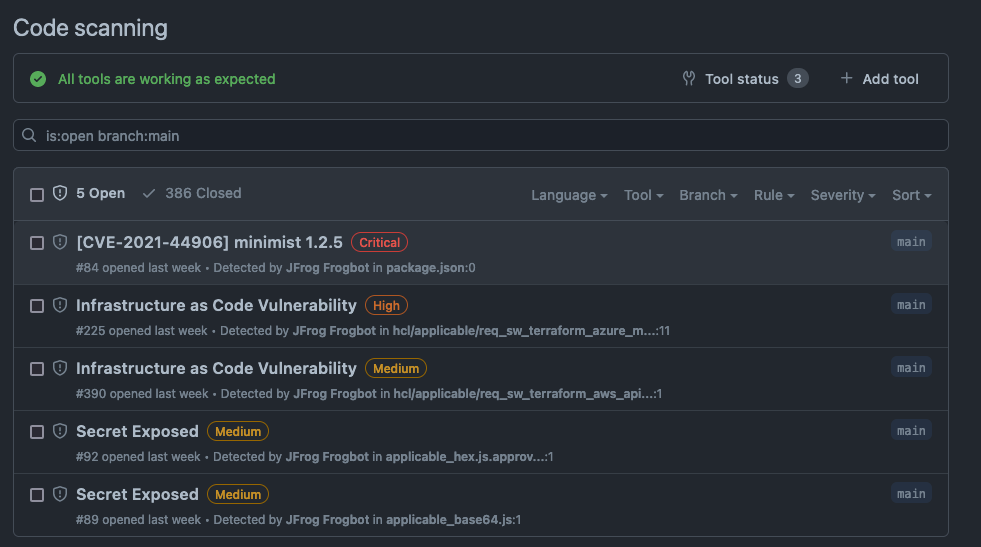 Code scanning
All tools are working as expected
Tool status 3
Add tool
is:open branch:main
5 Open 386 Closed
Language Tool Branch Rule Severity Sort
[CVE-2021-44906] minimist 1.2.5 Critical main
#84 opened last week • Detected by JFrog Frogbot in package.json:0
Infrastructure as Code Vulnerability High main
#225 opened last week • Detected by JFrog Frogbot in hcl/applicable/req_sw_terraform_azure_m...:11
Infrastructure as Code Vulnerability Medium main
#390 opened last week • Detected by JFrog Frogbot in hcl/applicable/req_sw_terraform_aws_api...:1
Secret Exposed Medium main
#92 opened last week • Detected by JFrog Frogbot in applicable_hex.js.approv...:1
Secret Exposed Medium main
#89 opened last week • Detected by JFrog Frogbot in applicable_base64.js:1